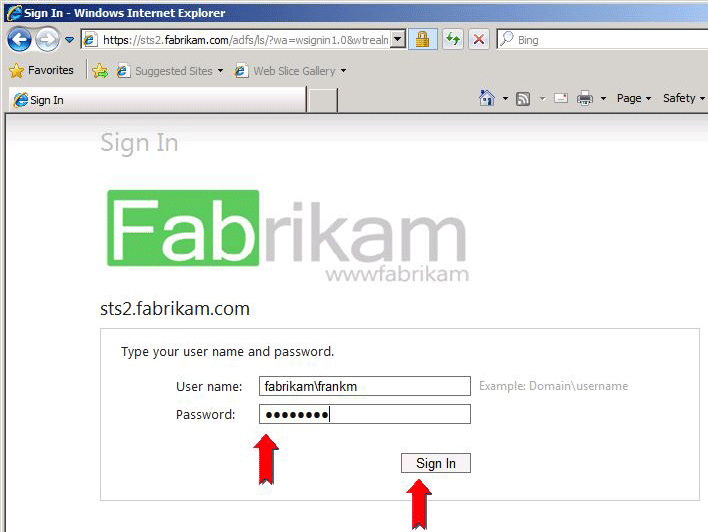 Sign In - Windows Internet Explorer
https://sts2.fabrikam.com/adfs/ls/?wa=wsignin1.0&wtrealm Bing
Favorites Suggested Sites Web Slice Gallery
Sign In Page Safety
Sign In
Fabrikam
wwwfabrikam
sts2.fabrikam.com
Type your user name and password.
User name: fabrikam\frankm Example: Domain\username
Password: ●●●●●●●●
Sign In